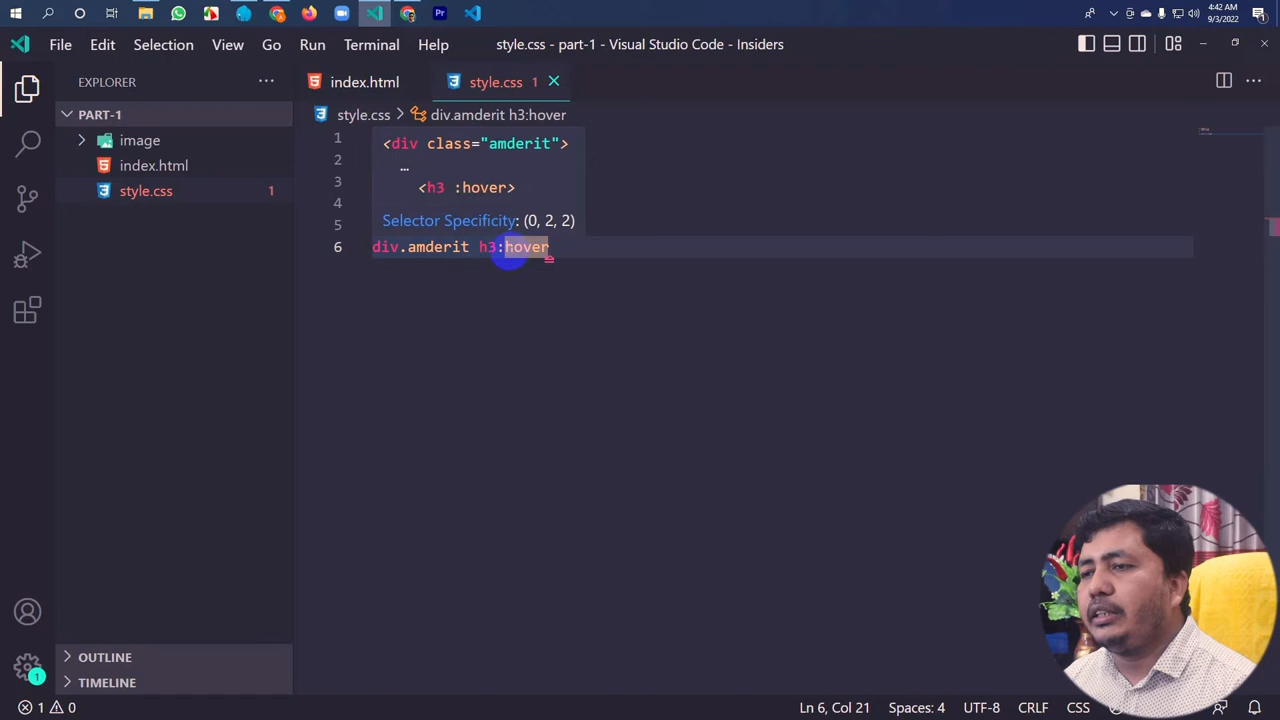 4:42 AM
9/3/2022
File Edit Selection View Go Run Terminal Help
style.css - part-1 - Visual Studio Code - Insiders
EXPLORER
index.html
style.css 1
PART-1
style.css > div.amderit h3:hover
image
index.html
style.css 1
1
2
3
4
5
<div class="amderit">
…
<h3 :hover>
Selector Specificity: (0, 2, 2)
6 div.amderit h3:hover
OUTLINE
1
TIMELINE
1 0
Ln 6, Col 21
Spaces: 4
UTF-8
CRLF
CSS